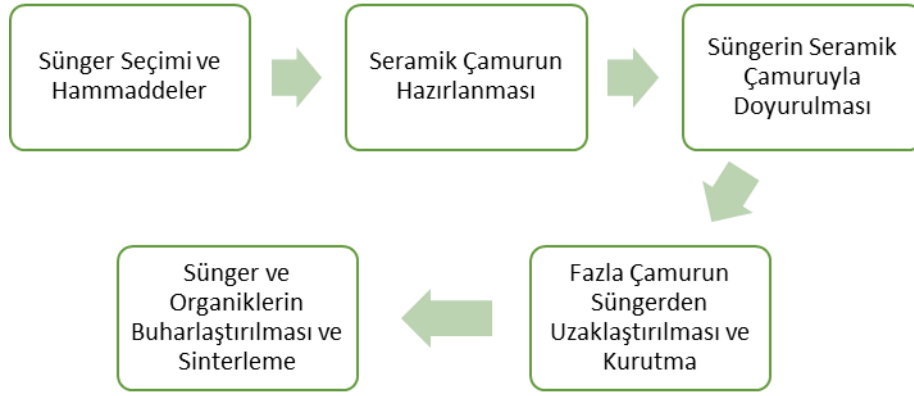 Sünger Seçimi ve
Hammaddeler
Seramik Çamurun
Hazırlanması
Süngerin Seramik
Çamuruyla
Doyurulması
Fazla Çamurun
Süngerden
Uzaklaştırılması ve
Kurutma
Sünger ve
Organiklerin
Buharlaştırılması ve
Sinterleme